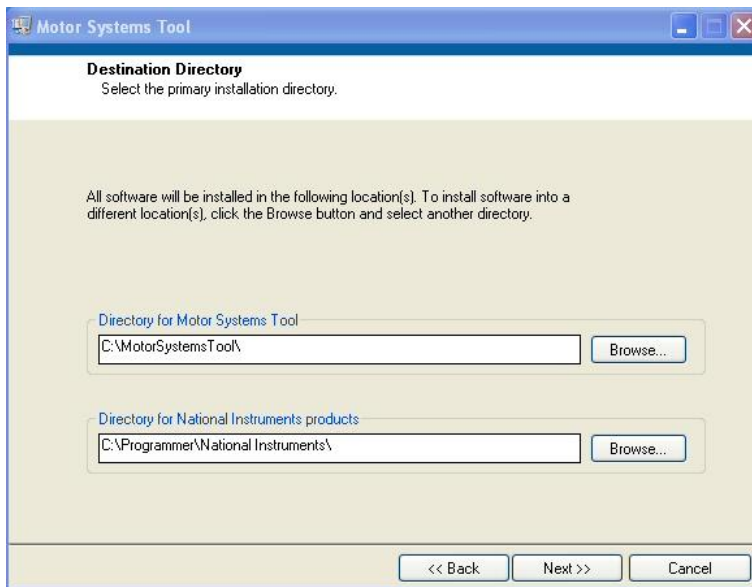 Motor Systems Tool
Destination Directory
Select the primary installation directory.
All software will be installed in the following location(s). To install software into a
different location(s), click the Browse button and select another directory.
Directory for Motor Systems Tool
C:\MotorSystemsTool\
Browse...
Directory for National Instruments products
C:\Programmer\National Instruments\
Browse...
<< Back
Next >>
Cancel